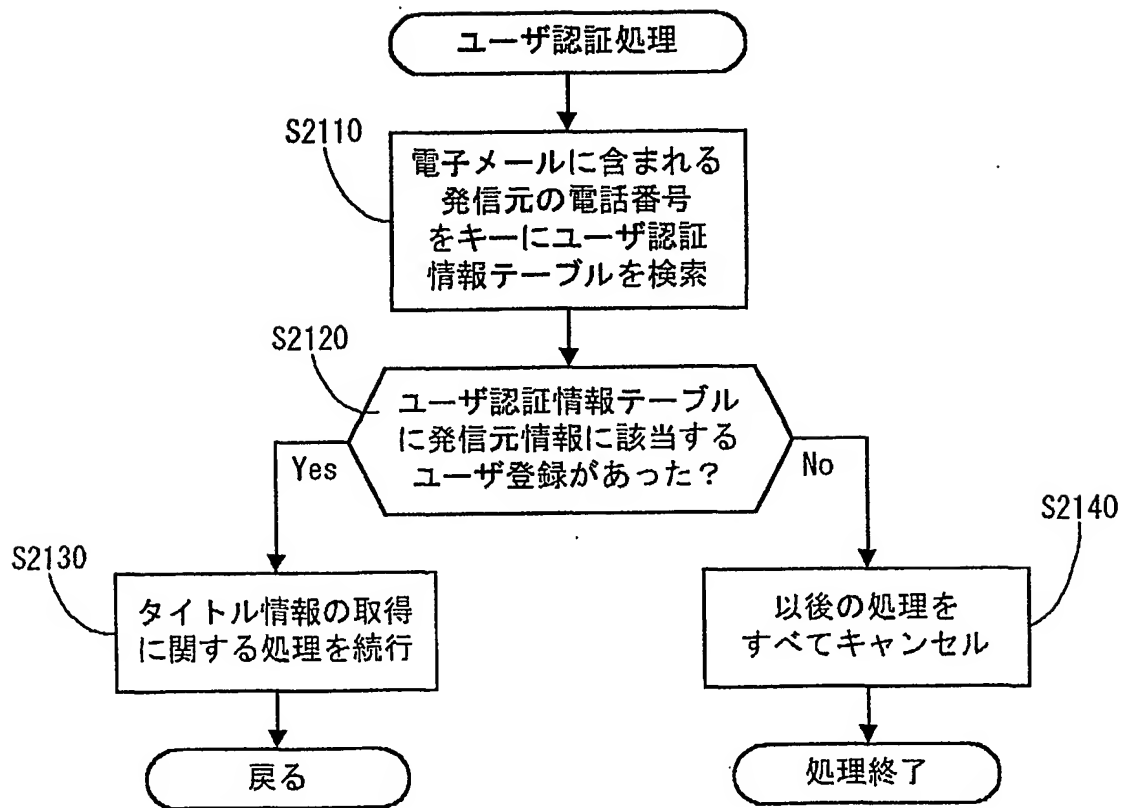 ユーザ認証処理
S2110
電子メールに含まれる
発信元の電話番号
をキーにユーザ認証
情報テーブルを検索
S2120
ユーザ認証情報テーブル
に発信元情報に該当する
ユーザ登録があった？
Yes
No
S2130
タイトル情報の取得
に関する処理を続行
S2140
以後の処理を
すべてキャンセル
戻る
処理終了